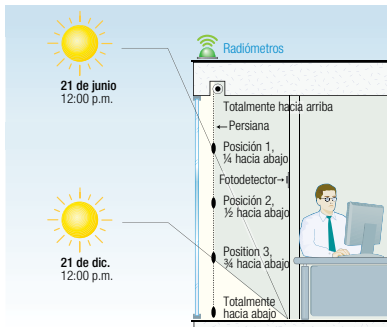 Radiómetros
21 de junio
12:00 p.m.
Totalmente hacia arriba
Persiana
Posición 1,
¼ hacia abajo
Fotodetector
Posición 2,
½ hacia abajo
21 de dic.
12:00 p.m.
Position 3,
¾ hacia abajo
Totalmente
hacia abajo